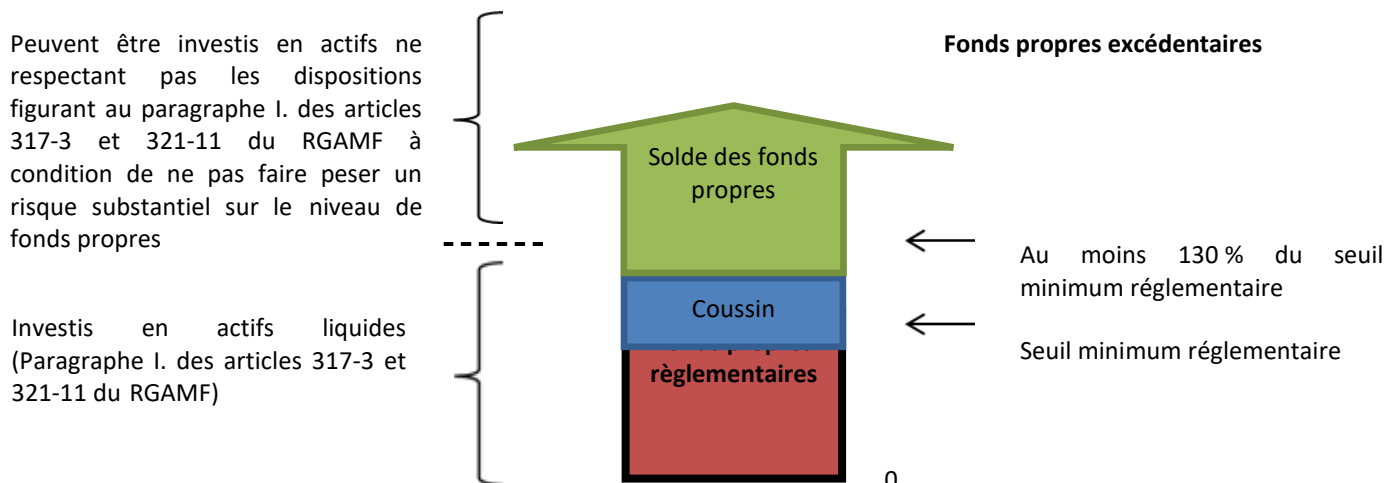 Peuvent être investis en actifs ne
respectant pas les dispositions
figurant au paragraphe I. des articles
317-3 et 321-11 du RGAMF à
condition de ne pas faire peser un
risque substantiel sur le niveau de
fonds propres
Investis en actifs liquides
(Paragraphe I. des articles 317-3 et
321-11 du RGAMF)
Solde des fonds
propres
Coussin
règlementaires
0
Fonds propres excédentaires
Au moins 130 % du seuil
minimum réglementaire
Seuil minimum réglementaire